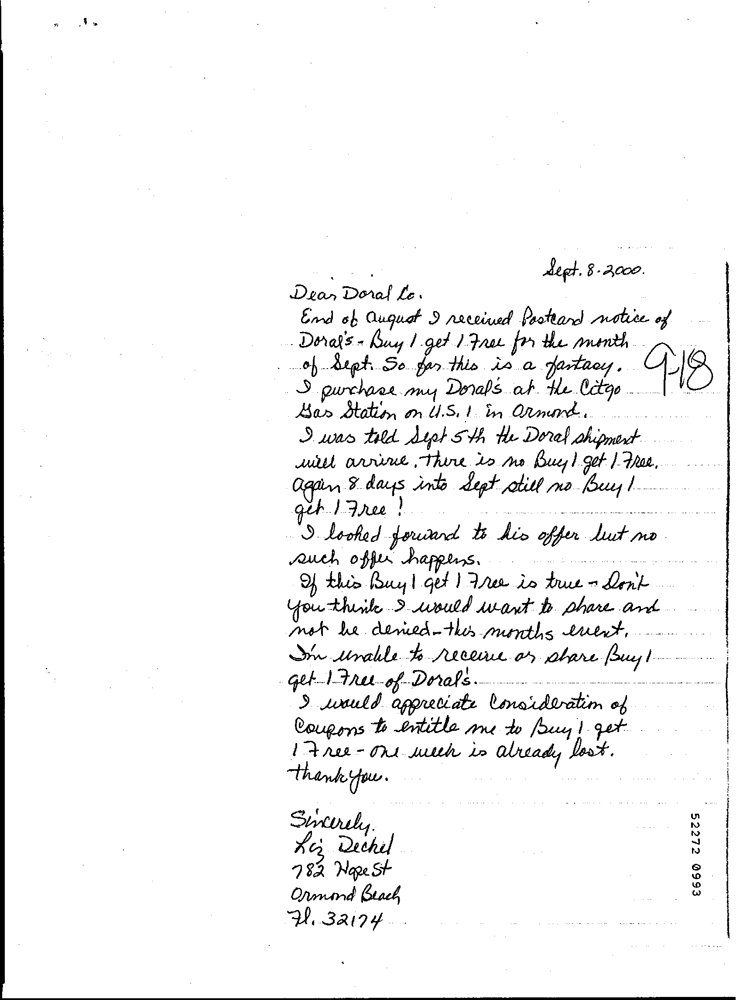 Sept. 8-2000.
Dear Doral Co.
End of August I received Postcard notice of
Doral's - Buy 1 get 1 Free for the month
of Sept. So far this is a fantasy.
9-18
I purchase my Doral's at the Citgo
Gas Station on U.S. 1 in Ormond.
I was told Sept 5th the Doral shipment
will arrive. There is no Buy 1 get 1 Free.
Again 8 days into Sept still no Buy 1
get 1 Free!
I looked forward to his offer but no
such offer happens.
If this Buy 1 get 1 Free is true - Don't
you think I would want to share and
not be denied - this months event.
I'm unable to receive or share Buy 1
get 1 Free of Doral's.
I would appreciate Consideration of
Coupons to entitle me to Buy 1 get
1 Free - one week is already lost.
Thank you.
Sincerely.
Liz Dechel
782 Hope St
Ormond Beach
Fl. 32174
52272 0993